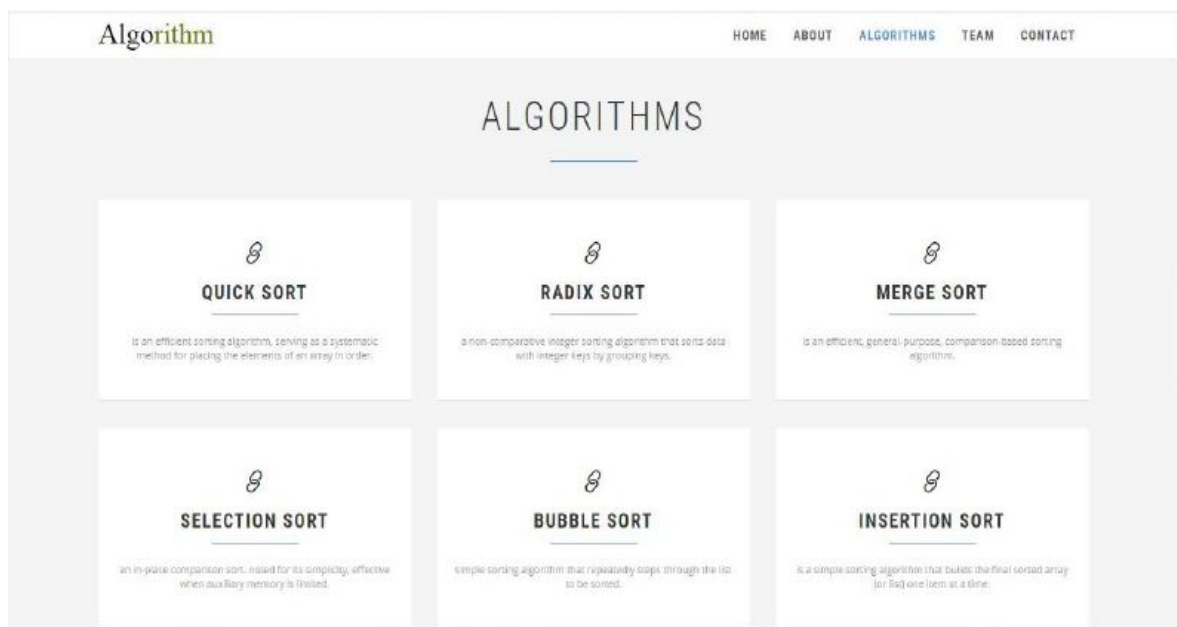 Algorithm
HOME ABOUT ALGORITHMS TEAM CONTACT
ALGORITHMS
QUICK SORT
is an efficient sorting algorithm, serving as a systematic
method for placing the elements of an array in order.
RADIX SORT
a non-comparative integer sorting algorithm that sorts data
with integer keys by grouping keys.
MERGE SORT
is an efficient, general-purpose, comparison-based sorting
algorithm.
SELECTION SORT
an in-place comparison sort. noted for its simplicity, effective
when auxiliary memory is limited.
BUBBLE SORT
simple sorting algorithm that repeatedly steps through the list
to be sorted.
INSERTION SORT
is a simple sorting algorithm that builds the final sorted array
(or list) one item at a time.